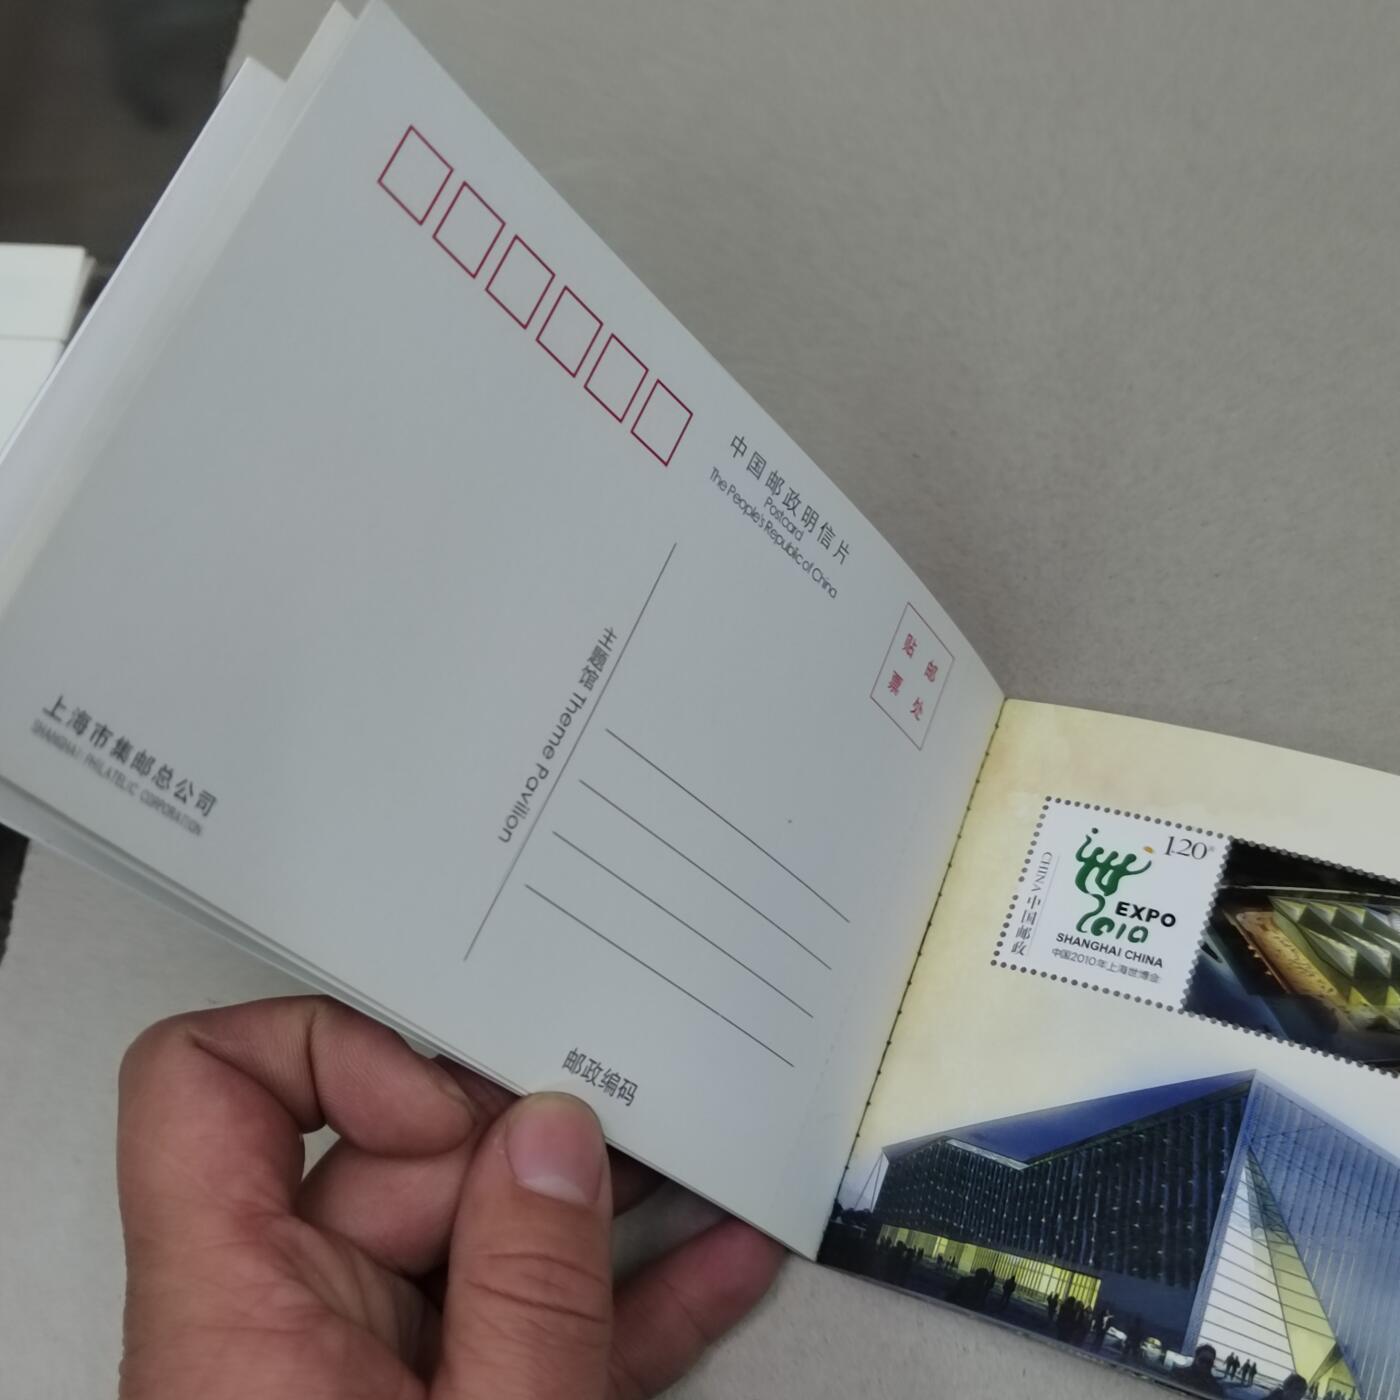 中国邮政明信片
Postcard
The People's Republic of China
贴邮
票处
主题馆 Theme Pavilion
上海市集邮总公司
SHANGHAI PHILATELIC CORPORATION
邮政编码
1.20元
CHINA 中国邮政
EXPO
2010
SHANGHAI CHINA
中国2010年上海世博会